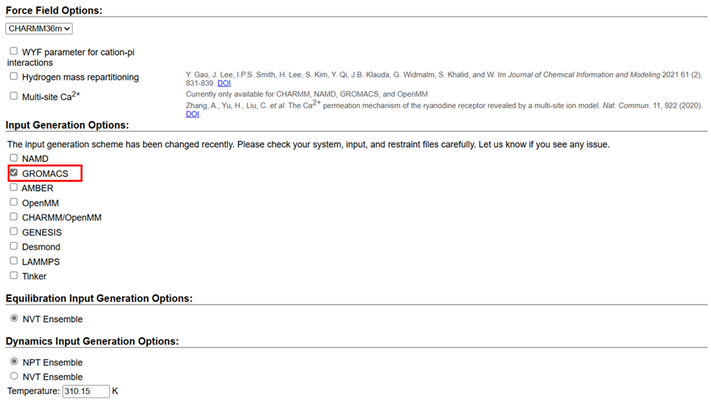 Force Field Options:
CHARMM36m
WYF parameter for cation-pi
interactions
Hydrogen mass repartitioning
Y. Gao, J. Lee, I.P.S. Smith, H. Lee, S. Kim, Y. Qi, J.B. Klauda, G. Widmalm, S. Khalid, and W. Im Journal of Chemical Information and Modeling 2021 61 (2),
831-839. DOI
Multi-site Ca2+
Currently only available for CHARMM, NAMD, GROMACS, and OpenMM
Zhang, A., Yu, H., Liu, C. et al. The Ca2+ permeation mechanism of the ryanodine receptor revealed by a multi-site ion model. Nat. Commun. 11, 922 (2020).
DOI
Input Generation Options:
The input generation scheme has been changed recently. Please check your system, input, and restraint files carefully. Let us know if you see any issue.
NAMD
GROMACS
AMBER
OpenMM
CHARMM/OpenMM
GENESIS
Desmond
LAMMPS
Tinker
Equilibration Input Generation Options:
NVT Ensemble
Dynamics Input Generation Options:
NPT Ensemble
NVT Ensemble
Temperature: 310.15 K